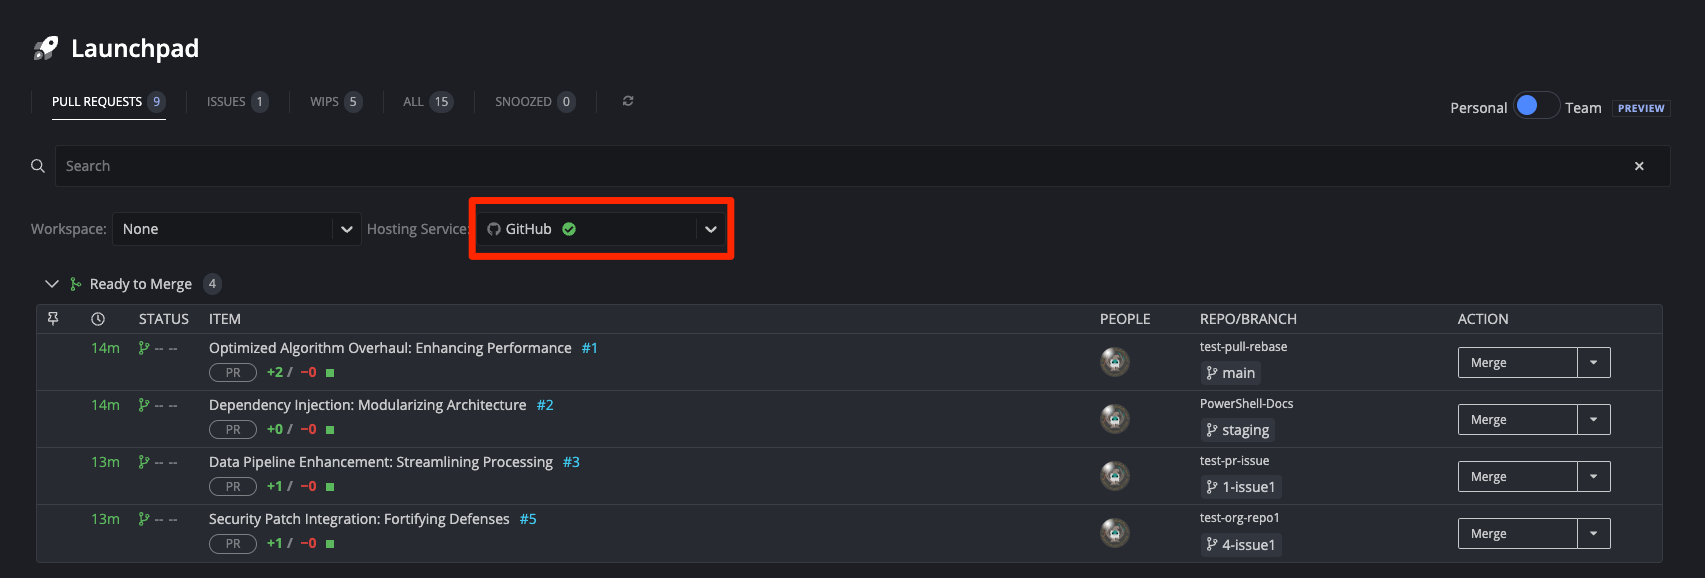 Launchpad
PULL REQUESTS 9 ISSUES 1 WIPS 5 ALL 15 SNOOZED 0
Personal Team PREVIEW
Search
Workspace: None Hosting Service: GitHub
Ready to Merge 4
STATUS ITEM PEOPLE REPO/BRANCH ACTION
14m -- -- Optimized Algorithm Overhaul: Enhancing Performance #1 test-pull-rebase
PR +2 / −0 main Merge
14m -- -- Dependency Injection: Modularizing Architecture #2 PowerShell-Docs
PR +0 / −0 staging Merge
13m -- -- Data Pipeline Enhancement: Streamlining Processing #3 test-pr-issue
PR +1 / −0 1-issue1 Merge
13m -- -- Security Patch Integration: Fortifying Defenses #5 test-org-repo1
PR +1 / −0 4-issue1 Merge